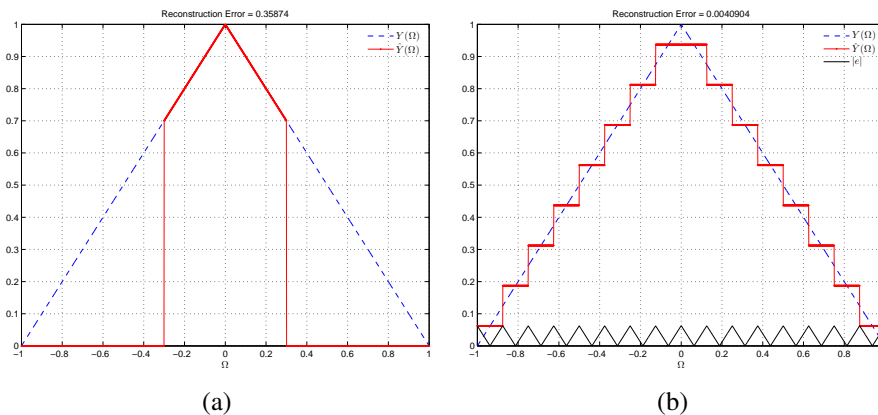 Reconstruction Error = 0.35874
1
0.9
0.8
0.7
0.6
0.5
0.4
0.3
0.2
0.1
0
−1 −0.8 −0.6 −0.4 −0.2 0 0.2 0.4 0.6 0.8 1
Ω
Y(Ω)
Ŷ(Ω)
(a)
Reconstruction Error = 0.0040904
1
0.9
0.8
0.7
0.6
0.5
0.4
0.3
0.2
0.1
0
−1 −0.8 −0.6 −0.4 −0.2 0 0.2 0.4 0.6 0.8
Ω
Y(Ω)
Ŷ(Ω)
|e|
(b)